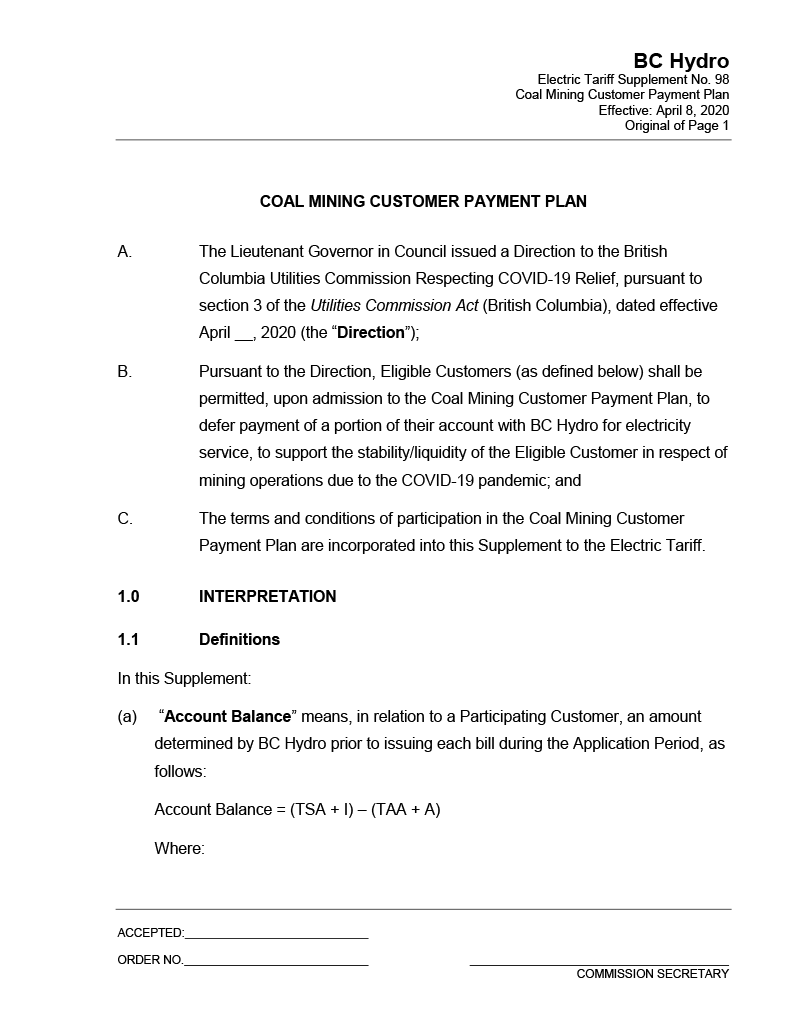 BC Hydro
Electric Tariff Supplement No. 98
Coal Mining Customer Payment Plan
Effective: April 8, 2020
Original of Page 1
COAL MINING CUSTOMER PAYMENT PLAN
A. The Lieutenant Governor in Council issued a Direction to the British
Columbia Utilities Commission Respecting COVID-19 Relief, pursuant to
section 3 of the Utilities Commission Act (British Columbia), dated effective
April __, 2020 (the “Direction”);
B. Pursuant to the Direction, Eligible Customers (as defined below) shall be
permitted, upon admission to the Coal Mining Customer Payment Plan, to
defer payment of a portion of their account with BC Hydro for electricity
service, to support the stability/liquidity of the Eligible Customer in respect of
mining operations due to the COVID-19 pandemic; and
C. The terms and conditions of participation in the Coal Mining Customer
Payment Plan are incorporated into this Supplement to the Electric Tariff.
1.0 INTERPRETATION
1.1 Definitions
In this Supplement:
(a) “Account Balance” means, in relation to a Participating Customer, an amount
determined by BC Hydro prior to issuing each bill during the Application Period, as
follows:
Account Balance = (TSA + I) – (TAA + A)
Where:
ACCEPTED:____________________________
ORDER NO.____________________________ ________________________________________
COMMISSION SECRETARY